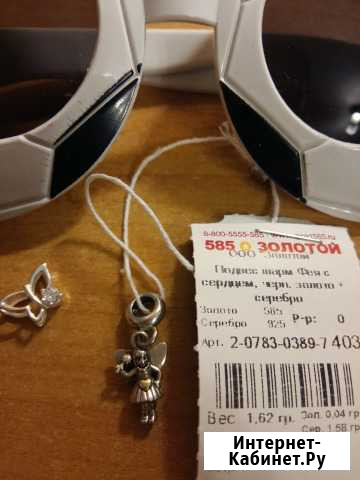 8-800-5555-585
585 ЗОЛОТОЙ
ООО Золотой
Подвес шарм Фея с
сердцем, черн. золото +
серебро
Золото 585
Серебро 925 Р-р: 0
Арт. 2-0783-0389-7 403
Вес 1,62 гр. Зол. 0,04 гр
Сер. 1,58 гр
Интернет-
Кабинет.Ру